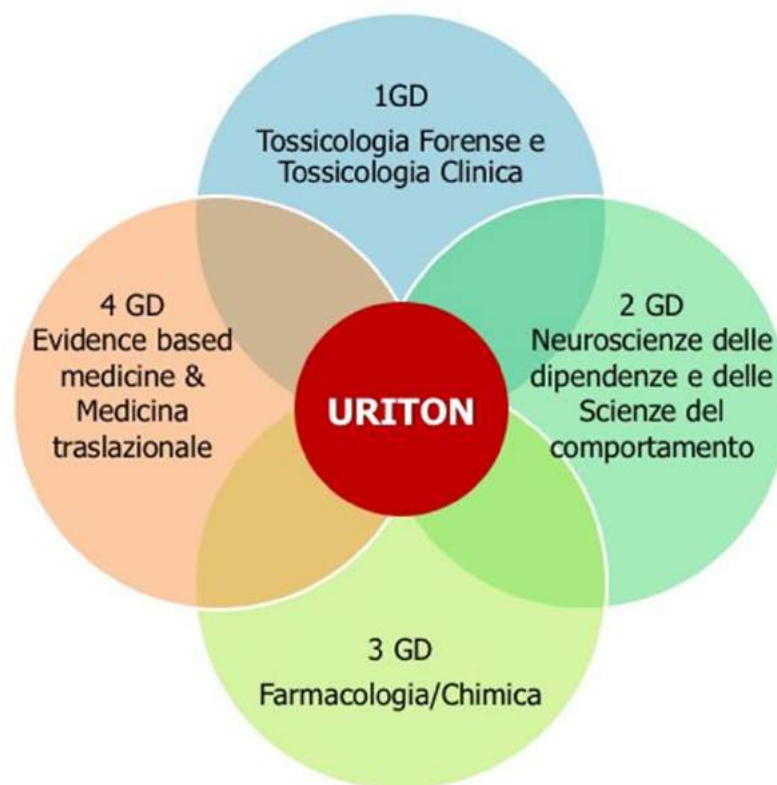 1GD
Tossicologia Forense e
Tossicologia Clinica
4 GD
Evidence based
medicine &
Medicina
traslazionale
URITON
2 GD
Neuroscienze delle
dipendenze e delle
Scienze del
comportamento
3 GD
Farmacologia/Chimica